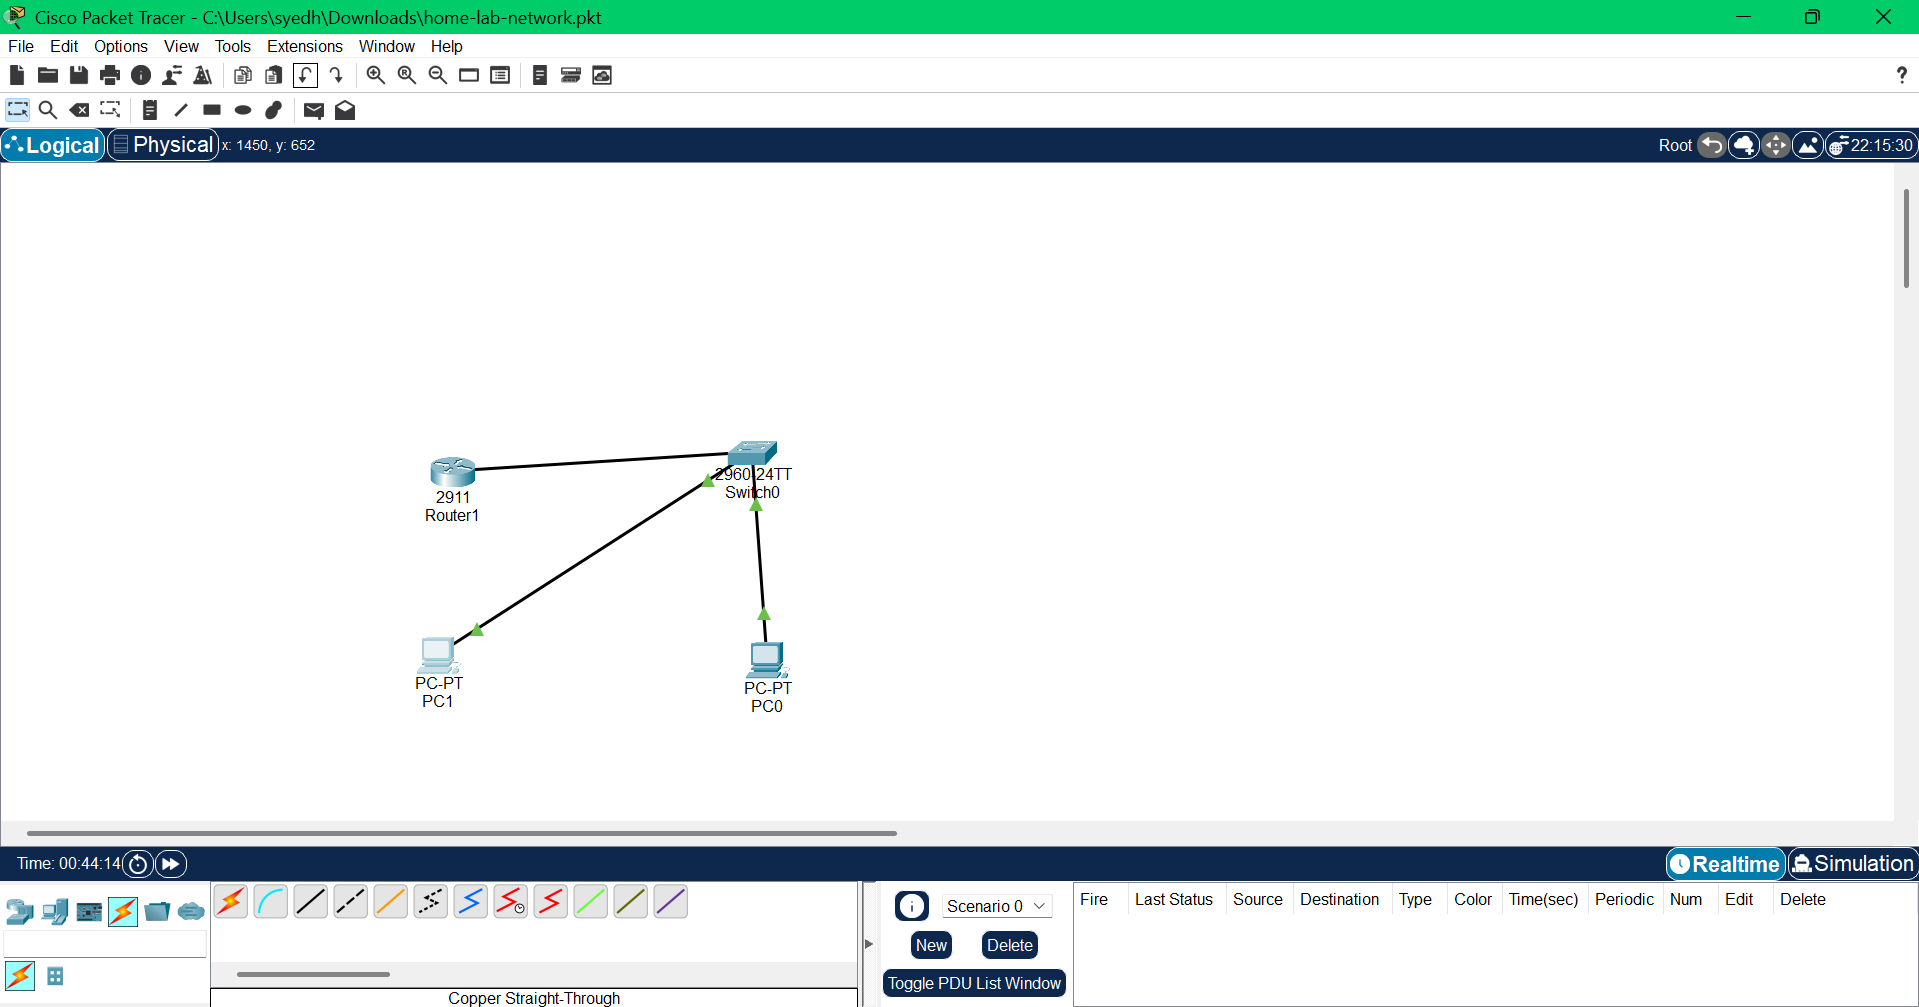 Cisco Packet Tracer - C:\Users\syedh\Downloads\home-lab-network.pkt
File Edit Options View Tools Extensions Window Help
Logical Physical x: 1450, y: 652 Root 22:15:30
2960-24TT
Switch0
2911
Router1
PC-PT
PC1
PC-PT
PC0
Time: 00:44:14 Realtime Simulation
Scenario 0
New Delete
Toggle PDU List Window
Fire Last Status Source Destination Type Color Time(sec) Periodic Num Edit Delete
Copper Straight-Through